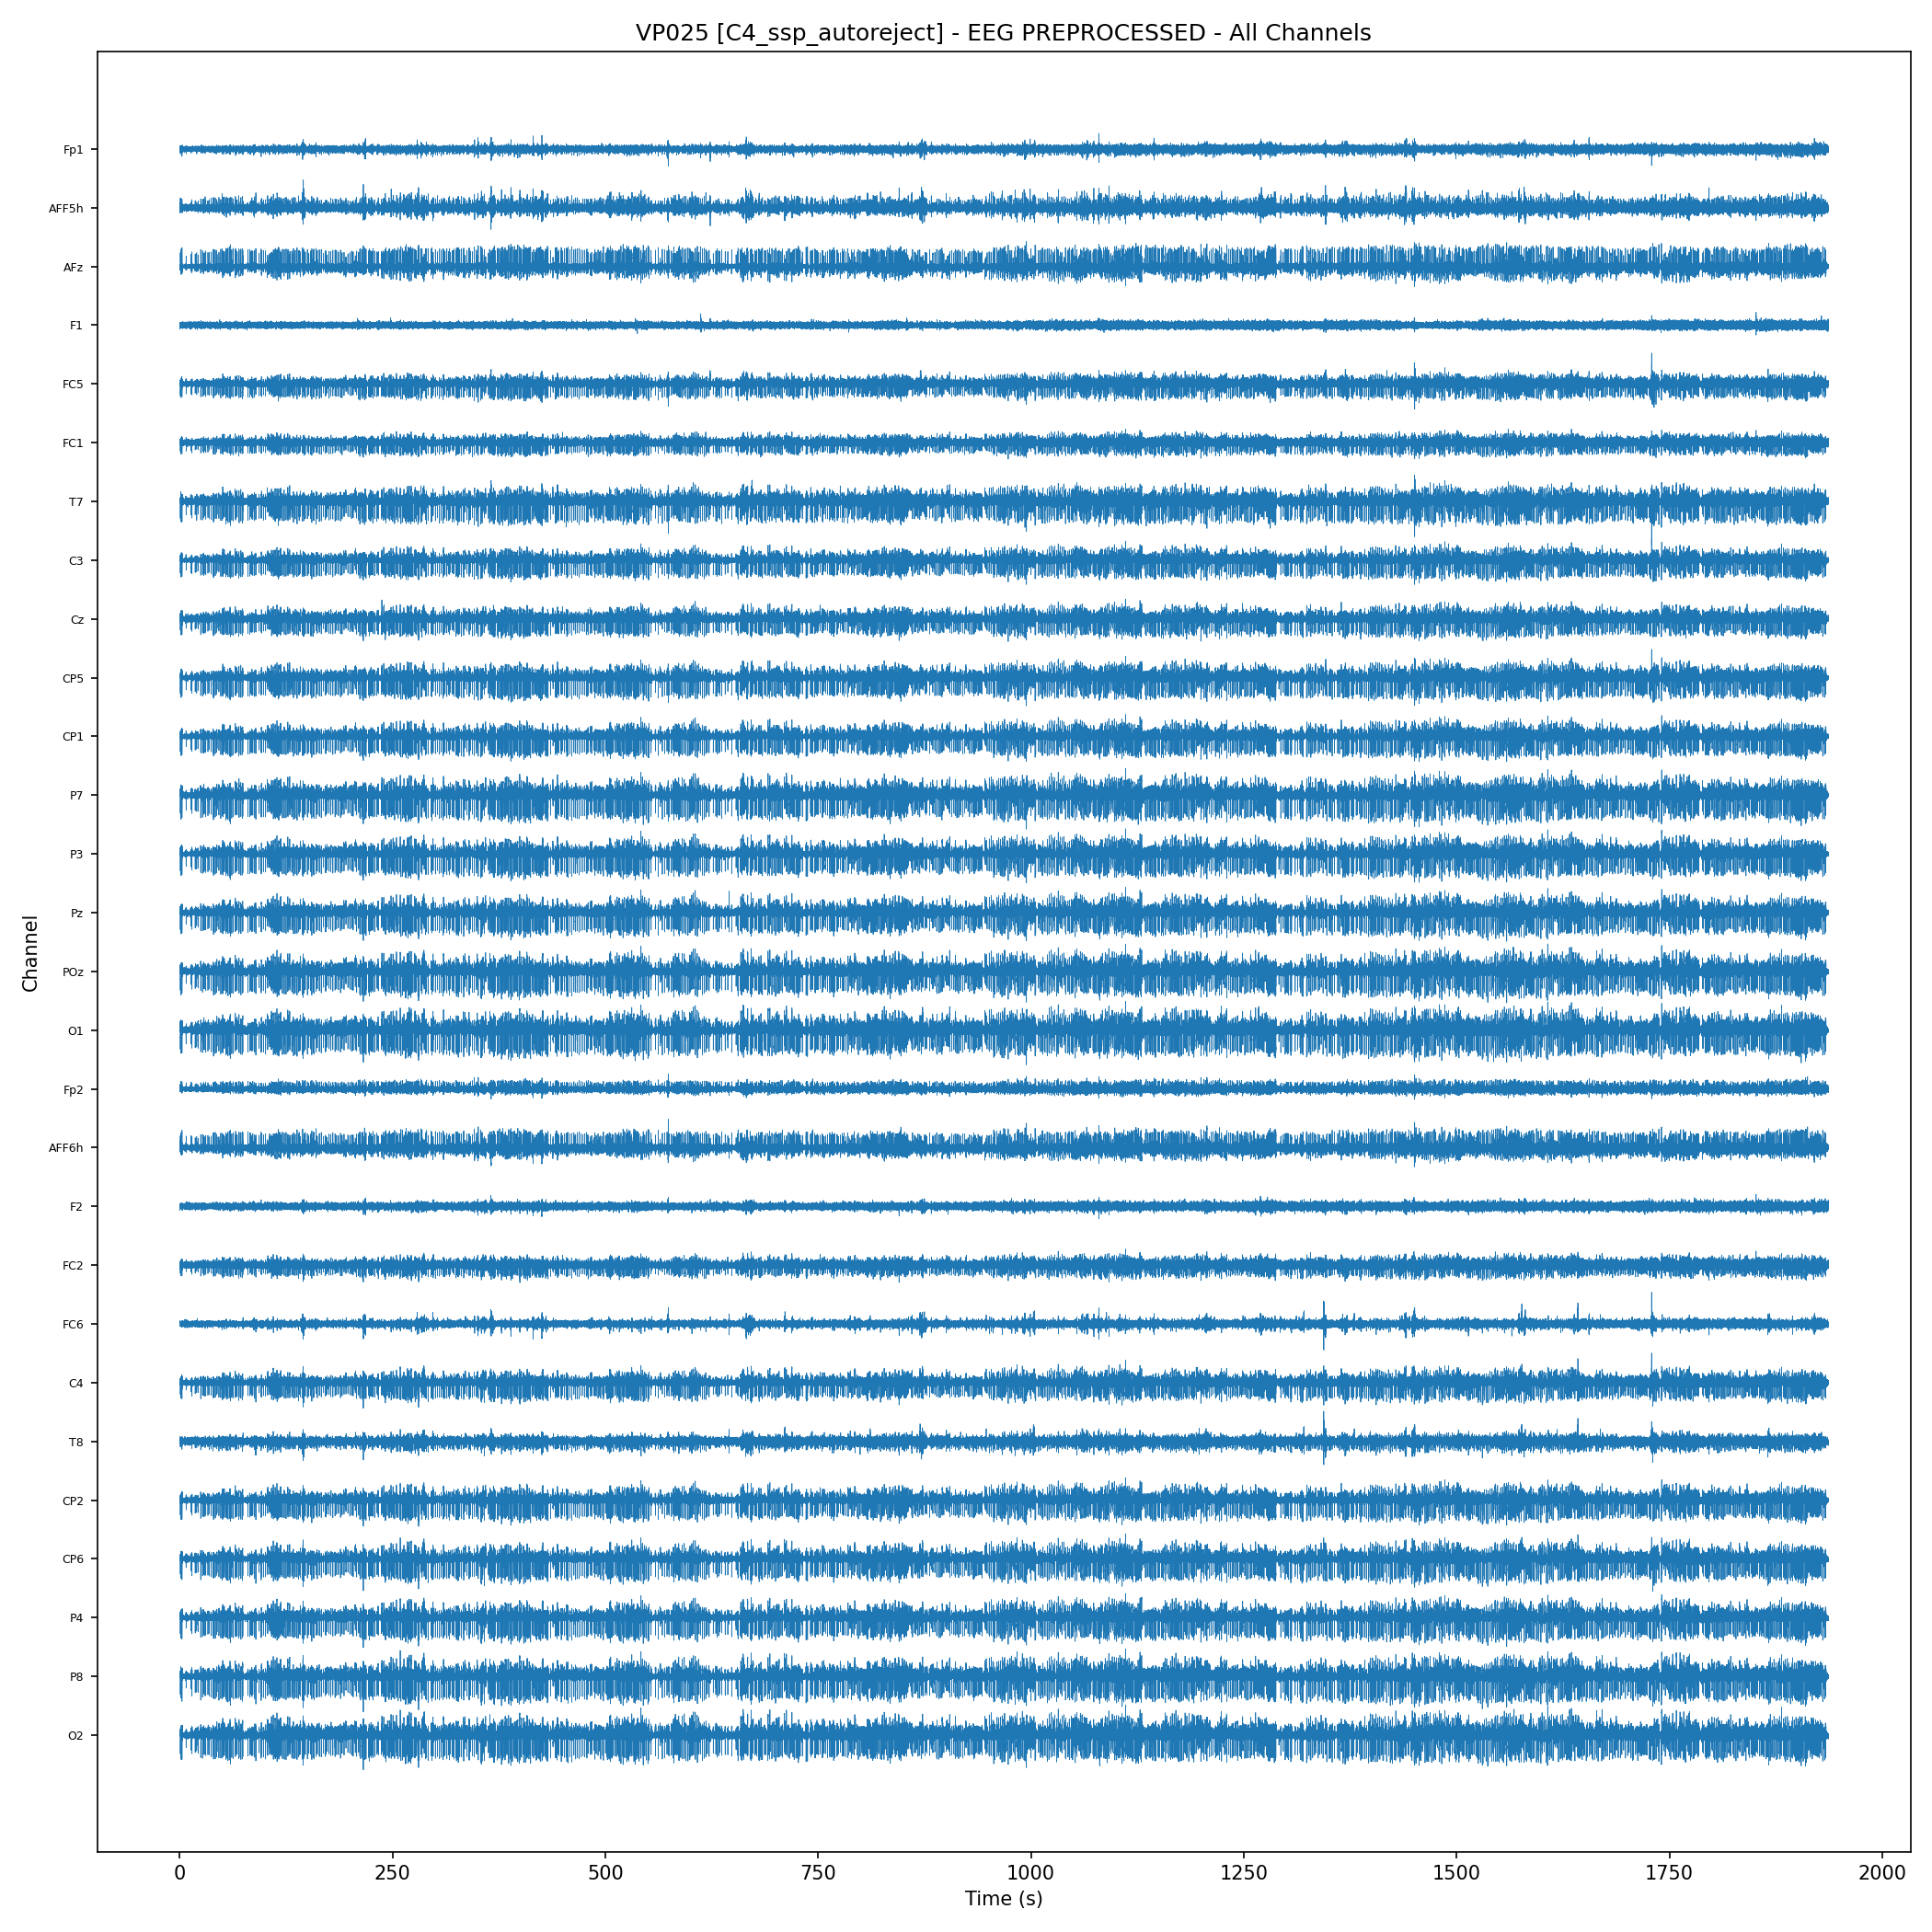 VP025 [C4_ssp_autoreject] - EEG PREPROCESSED - All Channels
Channel
Fp1
AFF5h
AFz
F1
FC5
FC1
T7
C3
Cz
CP5
CP1
P7
P3
Pz
POz
O1
Fp2
AFF6h
F2
FC2
FC6
C4
T8
CP2
CP6
P4
P8
O2
0 250 500 750 1000 1250 1500 1750 2000
Time (s)